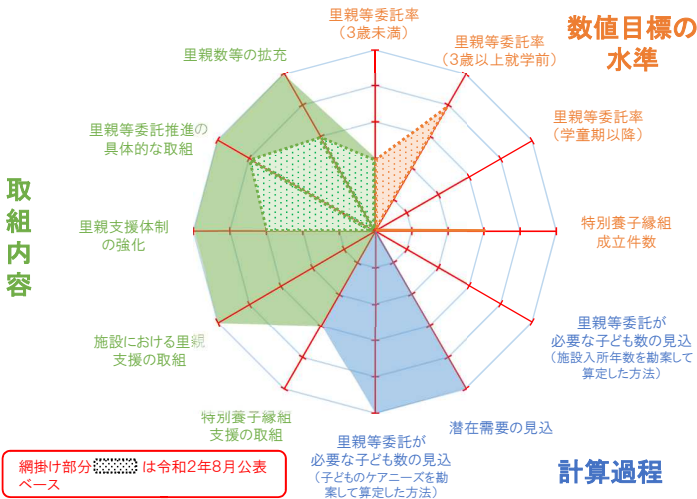 里親等委託率
（3歳未満）
里親等委託率
（3歳以上就学前）
数値目標の
水準
里親数等の拡充
里親等委託率
（学童期以降）
里親等委託推進の
具体的な取組
取組内容
里親支援体制
の強化
特別養子縁組
成立件数
里親等委託が
必要な子ども数の見込
（施設入所年数を勘案して
算定した方法）
施設における里親
支援の取組
特別養子縁組
支援の取組
潜在需要の見込
里親等委託が
必要な子ども数の見込
（子どものケアニーズを勘
案して算定した方法）
計算過程
網掛け部分 は令和2年8月公表
ベース